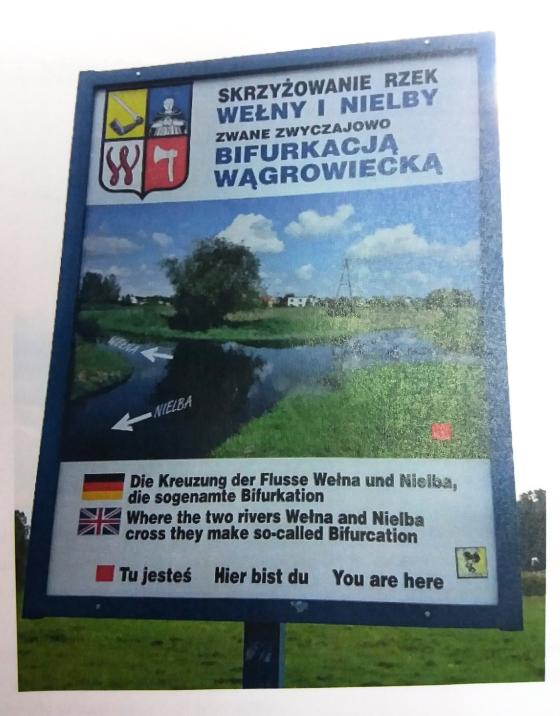 SKRZYŻOWANIE RZEK
WEŁNY I NIELBY
ZWANE ZWYCZAJOWO
BIFURKACJĄ
WĄGROWIECKĄ
W
WEŁNA
NIELBA
Die Kreuzung der Flusse Wełna und Nielba,
die sogenamte Bifurkation
Where the two rivers Wełna and Nielba
cross they make so-called Bifurcation
Tu jesteś Hier bist du You are here